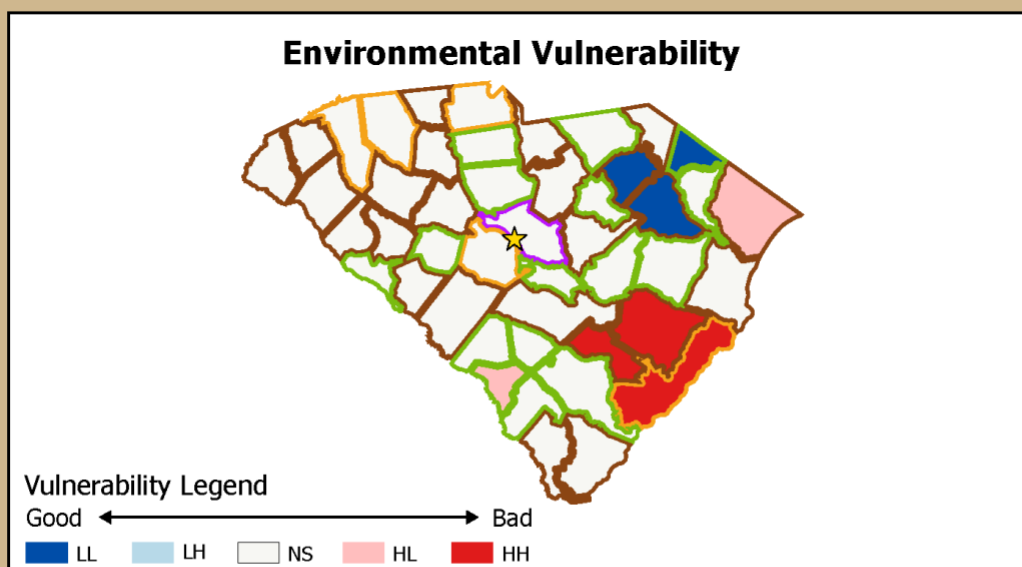 Environmental Vulnerability
Vulnerability Legend
Good Bad
LL LH NS HL HH